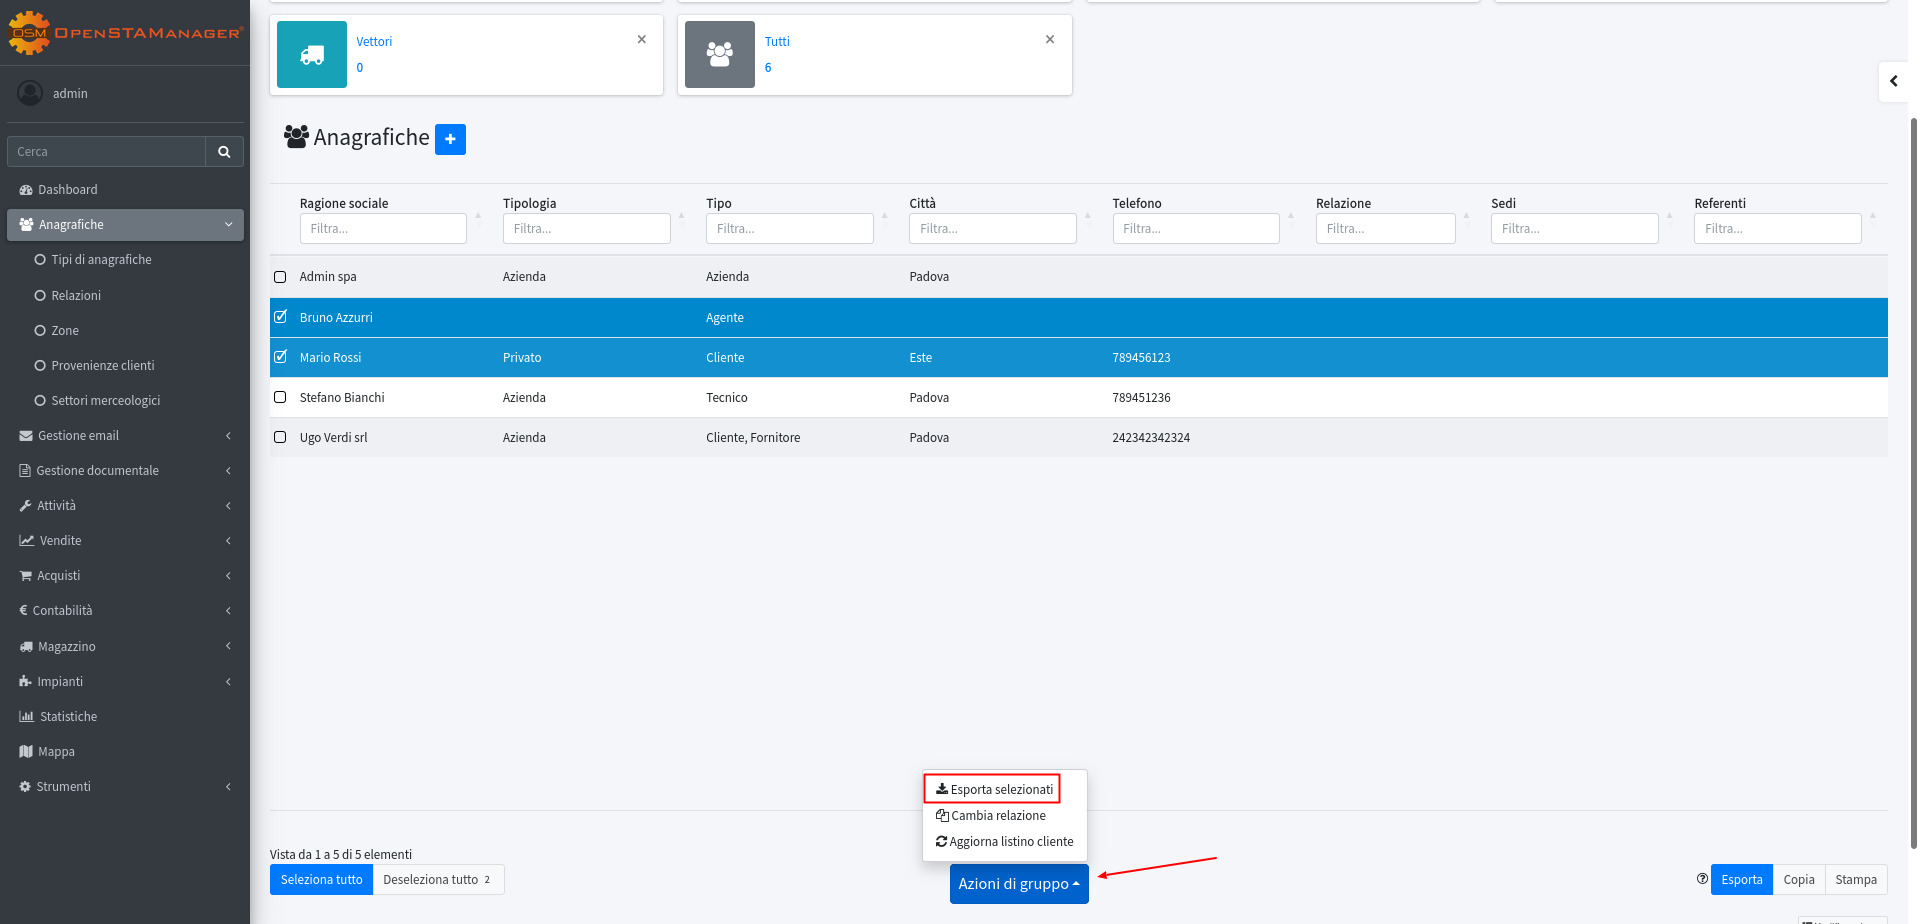 OSM OpenSTAManager®
admin
Cerca
Dashboard
Anagrafiche
Tipi di anagrafiche
Relazioni
Zone
Provenienze clienti
Settori merceologici
Gestione email
Gestione documentale
Attività
Vendite
Acquisti
€ Contabilità
Magazzino
Impianti
Statistiche
Mappa
Strumenti
Vettori ×
0
Tutti ×
6
Anagrafiche +
Ragione sociale Tipologia Tipo Città Telefono Relazione Sedi Referenti
Filtra... Filtra... Filtra... Filtra... Filtra... Filtra... Filtra... Filtra...
Admin spa Azienda Azienda Padova
Bruno Azzurri Agente
Mario Rossi Privato Cliente Este 789456123
Stefano Bianchi Azienda Tecnico Padova 789451236
Ugo Verdi srl Azienda Cliente, Fornitore Padova 242342342324
Esporta selezionati
Cambia relazione
Aggiorna listino cliente
Vista da 1 a 5 di 5 elementi
Seleziona tutto Deseleziona tutto 2 Azioni di gruppo Esporta Copia Stampa